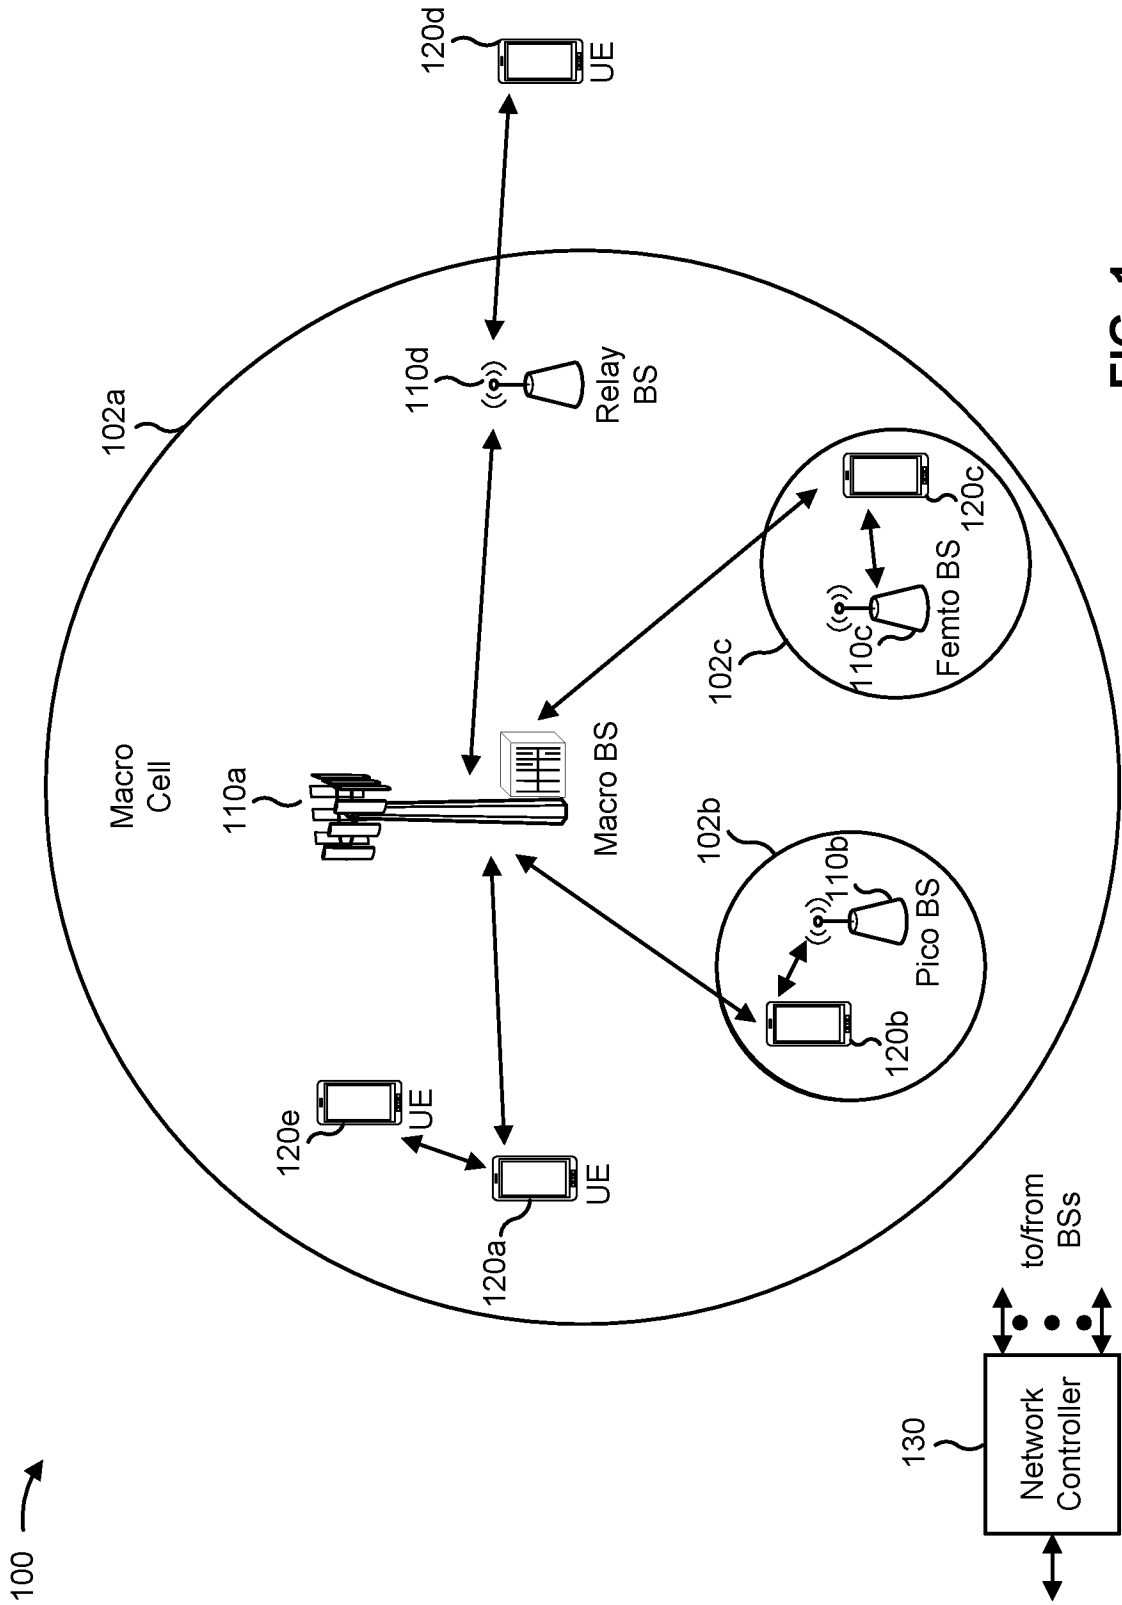 100
102a
Macro
Cell
110a
120e
UE
110d
120d
UE
120a
UE
Macro BS
Relay
BS
102b
102c
110b
Pico BS
120b
110c
Femto BS
120c
130
Network
Controller
to/from
BSs
FIG. 1